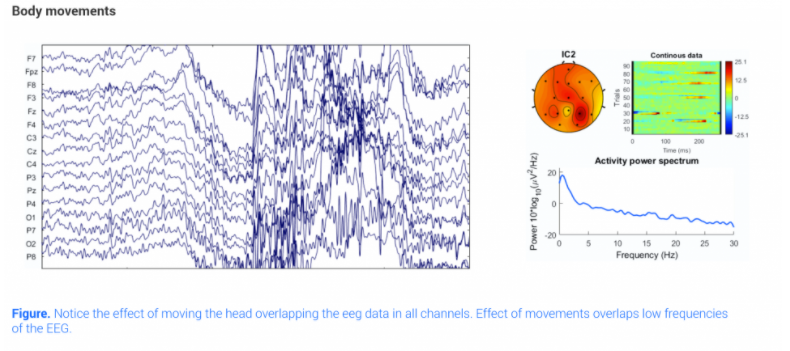 Body movements
F7
Fpz
F8
F3
Fz
F4
C3
Cz
C4
P3
Pz
P4
O1
P7
O2
P8
IC2
Continous data
Trials
90
80
70
60
50
40
30
20
10
0 100 200
Time (ms)
25.1
12.5
0
-12.5
-25.1
Activity power spectrum
Power 10*log10(μV²/Hz)
20
0
-20
0 5 10 15 20 25 30
Frequency (Hz)
Figure. Notice the effect of moving the head overlapping the eeg data in all channels. Effect of movements overlaps low frequencies
of the EEG.